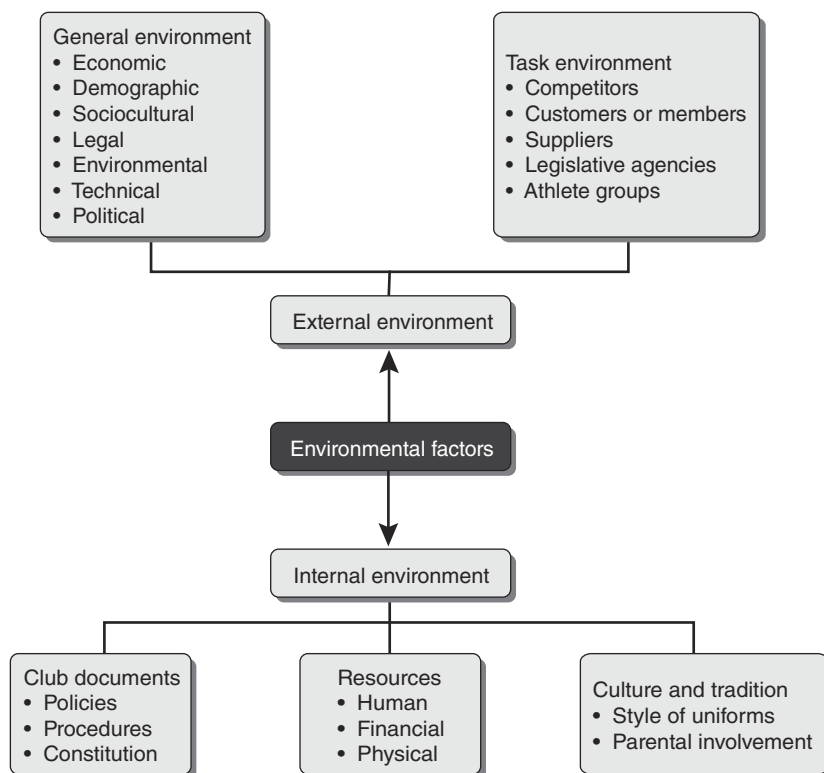 General environment
• Economic
• Demographic
• Sociocultural
• Legal
• Environmental
• Technical
• Political
Task environment
• Competitors
• Customers or members
• Suppliers
• Legislative agencies
• Athlete groups
External environment
Environmental factors
Internal environment
Club documents
• Policies
• Procedures
• Constitution
Resources
• Human
• Financial
• Physical
Culture and tradition
• Style of uniforms
• Parental involvement